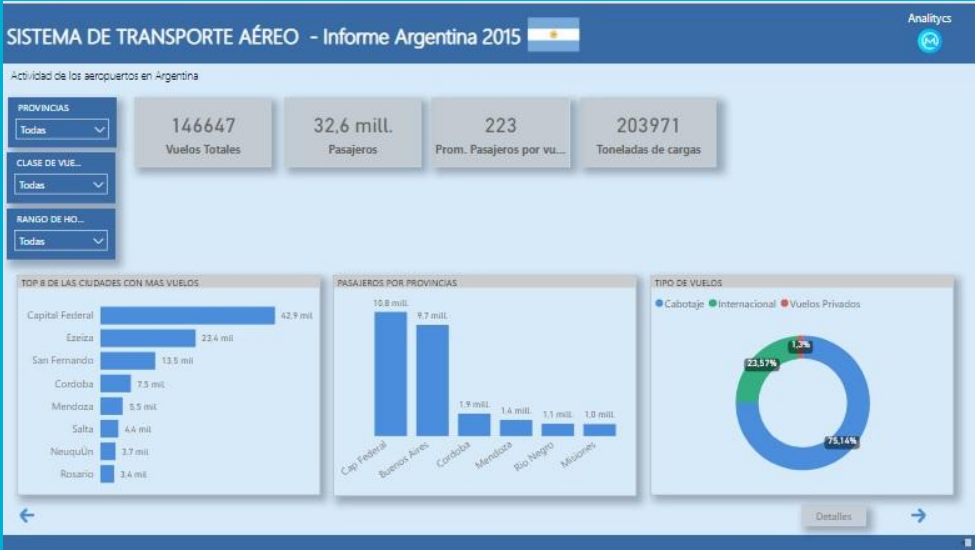 SISTEMA DE TRANSPORTE AÉREO - Informe Argentina 2015
Analitycs
Actividad de los aeropuertos en Argentina
PROVINCIAS
Todas
CLASE DE VUE...
Todas
RANGO DE HO...
Todas
146647
Vuelos Totales
32,6 mill.
Pasajeros
223
Prom. Pasajeros por vu...
203971
Toneladas de cargas
TOP 8 DE LAS CIUDADES CON MAS VUELOS
Capital Federal 42.9 mil
Ezeiza 23.4 mil
San Fernando 13.5 mil
Cordoba 7.5 mil
Mendoza 5.5 mil
Salta 4.4 mil
NeuquÚn 3.7 mil
Rosario 3.4 mil
PASAJEROS POR PROVINCIAS
10.8 mill.
9.7 mill.
1.9 mill.
1.4 mill.
1.1 mill.
1.0 mill.
Cap Federal
Buenos Aires
Cordoba
Mendoza
Rio Negro
Misiones
TIPO DE VUELOS
Cabotaje Internacional Vuelos Privados
1,3%
23,57%
75,14%
Detalles